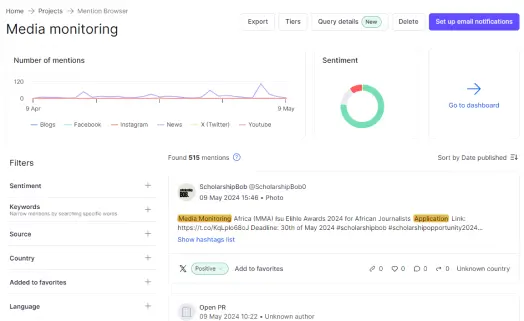 Home → Projects → Mention Browser
Media monitoring
Export
Tiers
Query details New
Delete
Set up email notifications
Number of mentions
120
0
9 Apr
9 May
Blogs Facebook Instagram News X (Twitter) Youtube
Sentiment
Go to dashboard
Filters
Sentiment
Keywords
Narrow mentions by searching specific words
Source
Country
Added to favorites
Language
Found 515 mentions
Sort by Date published
ScholarshipBob @ScholarshipBob0
09 May 2024 15:46 • Photo
Media Monitoring Africa (MMA) Isu Elihle Awards 2024 for African Journalists Application Link:
Deadline: 30th of May 2024 #scholarshipbob #scholarshipopportunity2024...
Show hashtags list
Positive
Add to favorites
0 0 0 0 Unknown country
Open PR
09 May 2024 10:22 • Unknown author